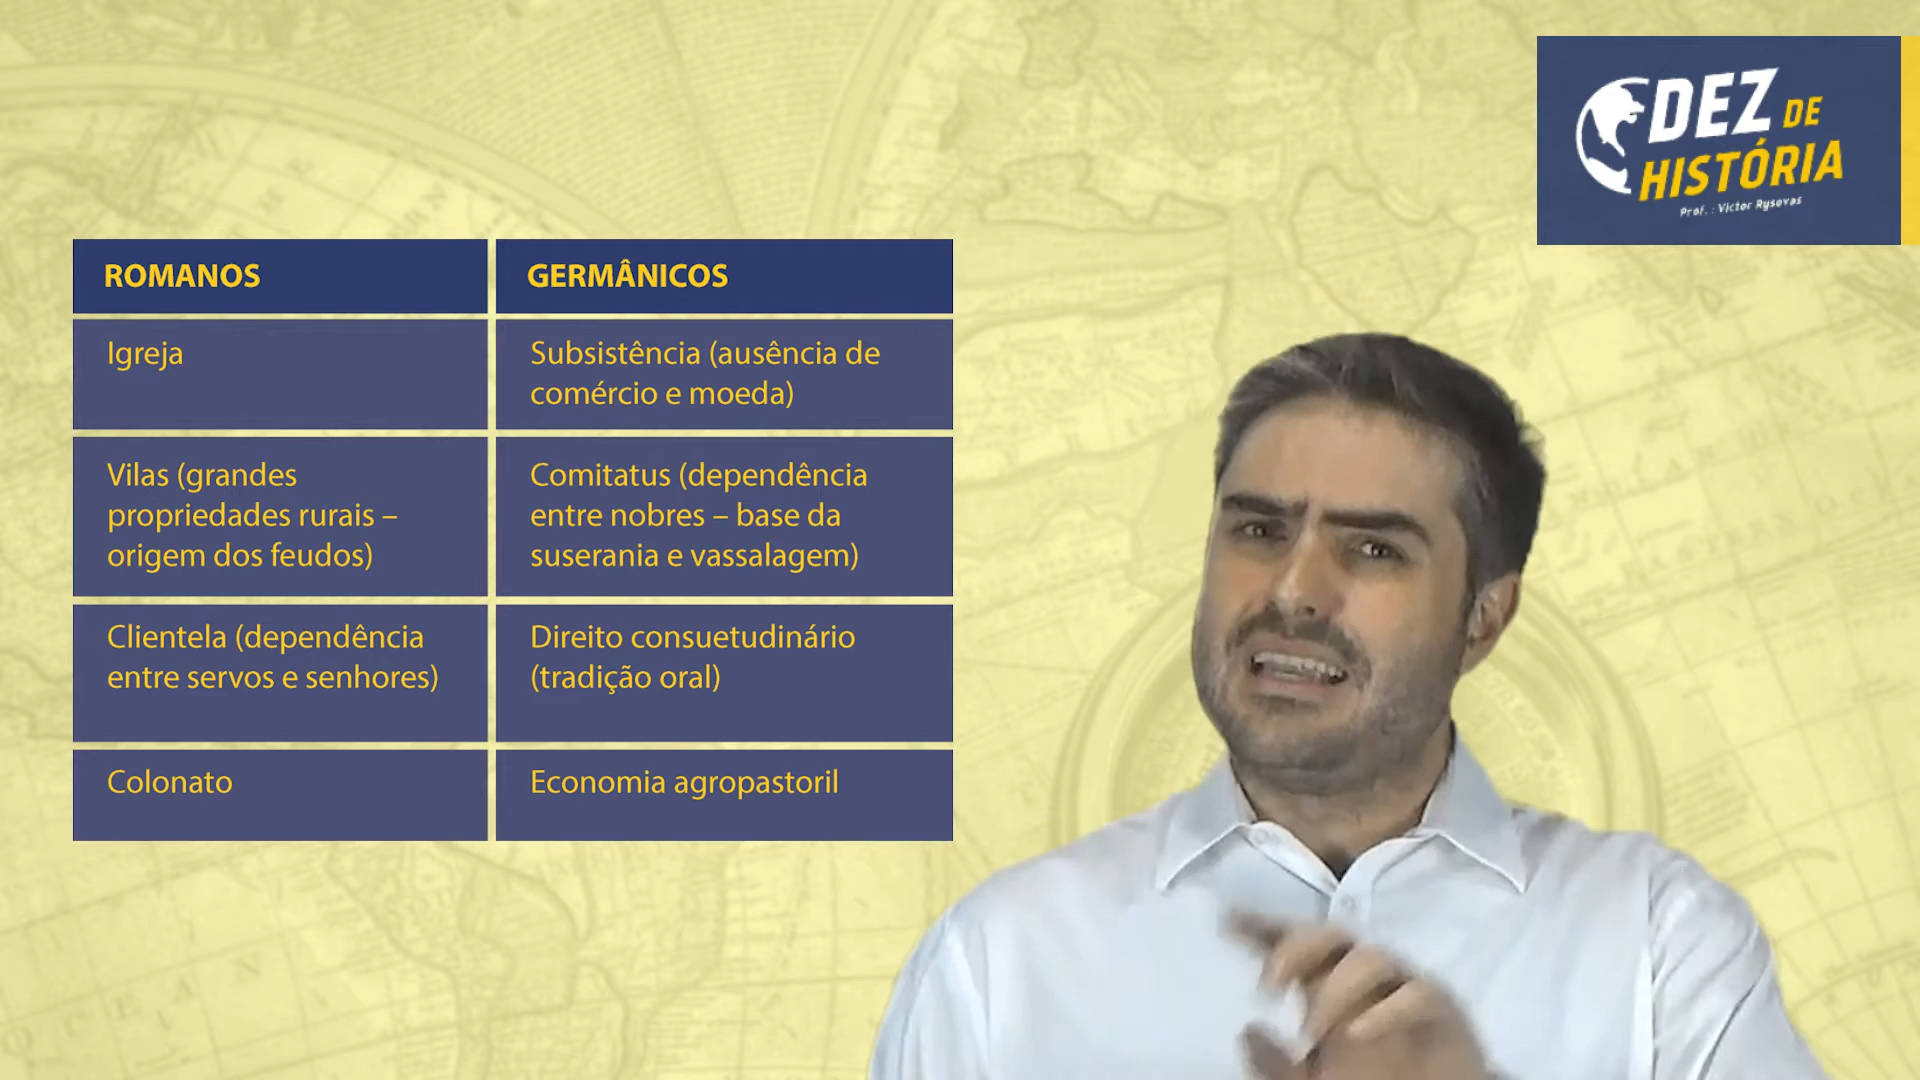 DEZ DE
HISTÓRIA
Prof. : Victor Rysovas
ROMANOS
GERMÂNICOS
Igreja
Subsistência (ausência de
comércio e moeda)
Vilas (grandes
propriedades rurais –
origem dos feudos)
Comitatus (dependência
entre nobres – base da
suserania e vassalagem)
Clientela (dependência
entre servos e senhores)
Direito consuetudinário
(tradição oral)
Colonato
Economia agropastoril